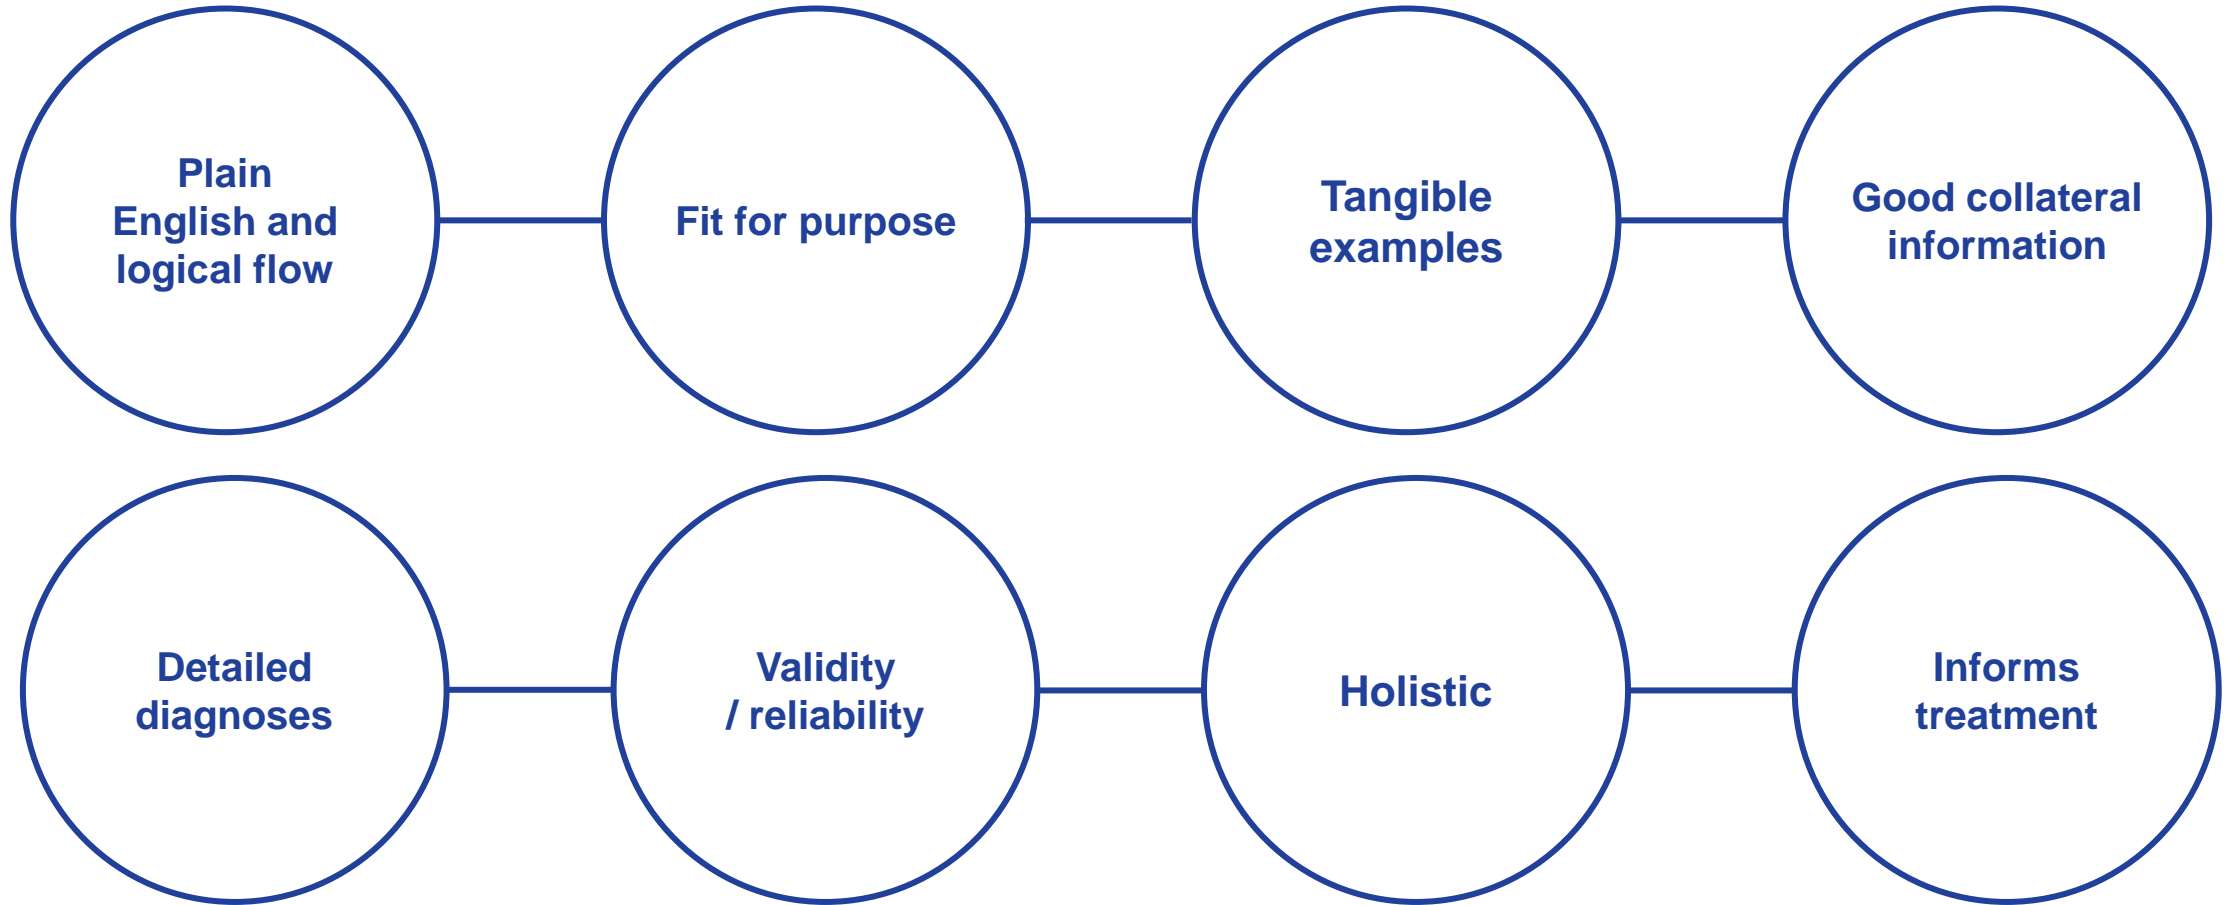 Plain
English and
logical flow
Fit for purpose
Tangible
examples
Good collateral
information
Detailed
diagnoses
Validity
/ reliability
Holistic
Informs
treatment